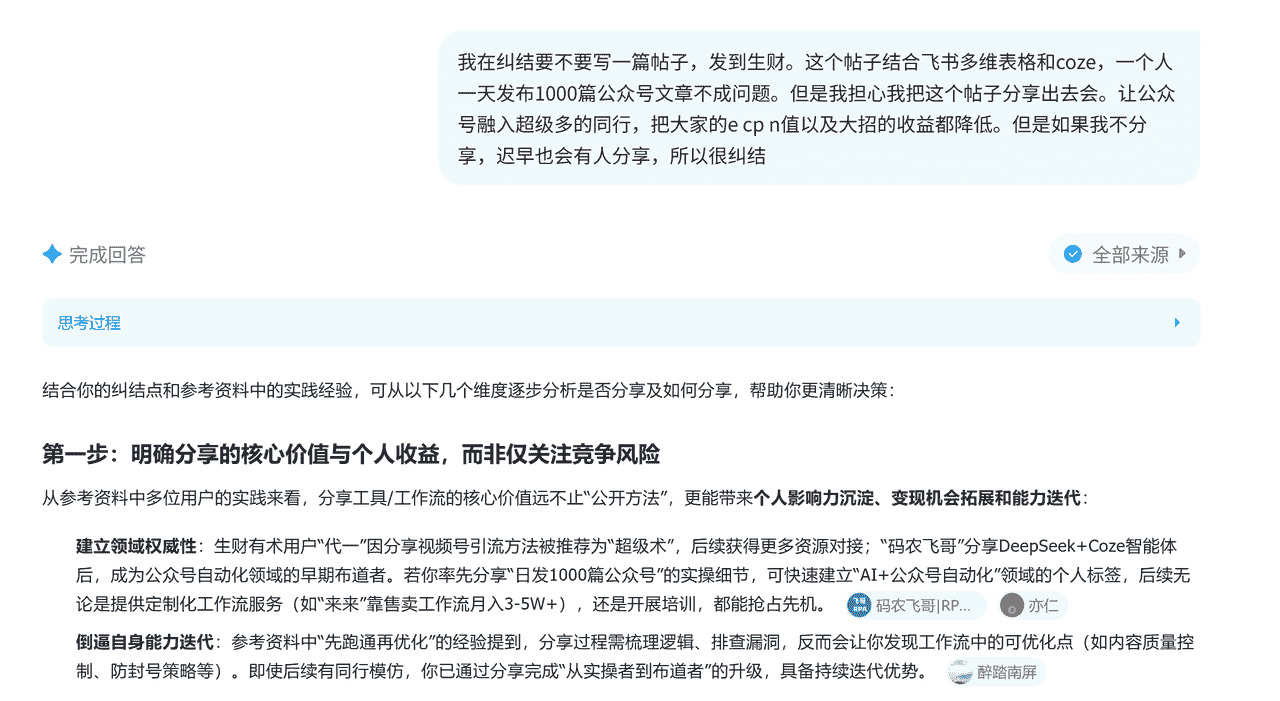 我在纠结要不要写一篇帖子，发到生财。这个帖子结合飞书多维表格和coze，一个人
一天发布1000篇公众号文章不成问题。但是我担心我把这个帖子分享出去会。让公众
号融入超级多的同行，把大家的e cp n值以及大招的收益都降低。但是如果我不分
享，迟早也会有人分享，所以很纠结
完成回答
全部来源
思考过程
结合你的纠结点和参考资料中的实践经验，可从以下几个维度逐步分析是否分享及如何分享，帮助你更清晰决策：
第一步：明确分享的核心价值与个人收益，而非仅关注竞争风险
从参考资料中多位用户的实践来看，分享工具/工作流的核心价值远不止“公开方法”，更能带来个人影响力沉淀、变现机会拓展和能力迭代：
建立领域权威性：生财有术用户“代一”因分享视频号引流方法被推荐为“超级术”，后续获得更多资源对接；“码农飞哥”分享DeepSeek+Coze智能体
后，成为公众号自动化领域的早期布道者。若你率先分享“日发1000篇公众号”的实操细节，可快速建立“AI+公众号自动化”领域的个人标签，后续无
论是提供定制化工作流服务（如“来来”靠售卖工作流月入3-5W+），还是开展培训，都能抢占先机。 飞哥 RPA 码农飞哥|RP... 亦仁
倒逼自身能力迭代：参考资料中“先跑通再优化”的经验提到，分享过程需梳理逻辑、排查漏洞，反而会让你发现工作流中的可优化点（如内容质量控
制、防封号策略等）。即使后续有同行模仿，你已通过分享完成“从实操者到布道者”的升级，具备持续迭代优势。 醉踏南屏